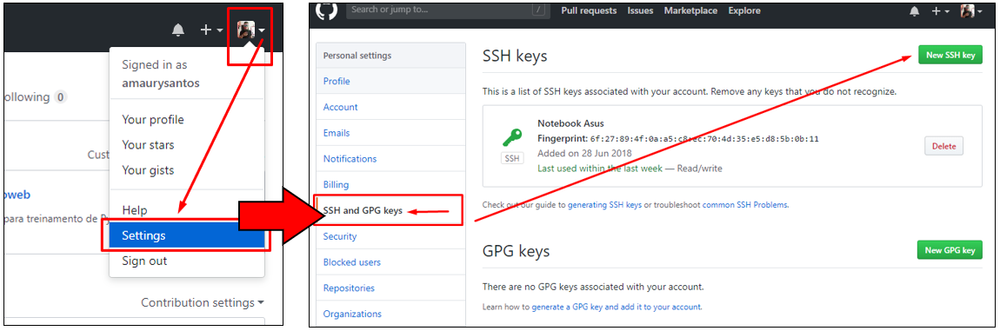 Signed in as
amaurysantos
ollowing 0
Your profile
Your stars
Cust
Your gists
oweb
Help
para treinamento de Py
Settings
Sign out
Contribution settings
Search or jump to...
/
Pull requests Issues Marketplace Explore
Personal settings
Profile
Account
Emails
Notifications
Billing
SSH and GPG keys
Security
Blocked users
Repositories
Organizations
SSH keys
New SSH key
This is a list of SSH keys associated with your account. Remove any keys that you do not recognize.
Notebook Asus
Fingerprint: 6f:27:89:4f:0a:a5:c8:ec:70:4d:35:e5:d8:5b:0b:11
Added on 28 Jun 2018
SSH
Last used within the last week — Read/write
Delete
Check out our guide to generating SSH keys or troubleshoot common SSH Problems.
GPG keys
New GPG key
There are no GPG keys associated with your account.
Learn how to generate a GPG key and add it to your account.